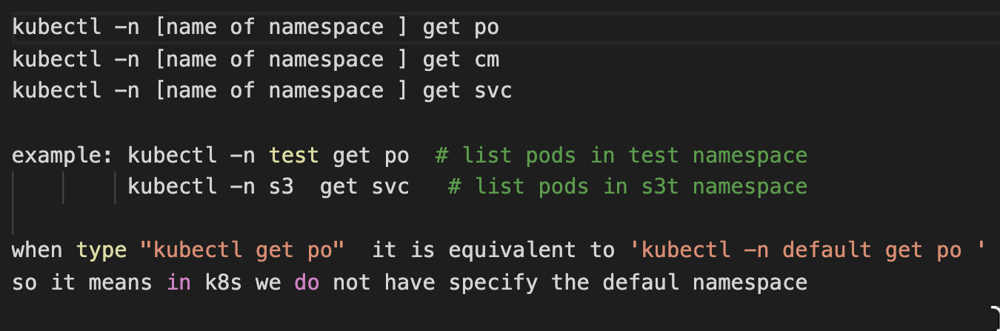 kubectl -n [name of namespace ] get po
kubectl -n [name of namespace ] get cm
kubectl -n [name of namespace ] get svc
example: kubectl -n test get po  # list pods in test namespace
kubectl -n s3  get svc   # list pods in s3t namespace
when type "kubectl get po"  it is equivalent to 'kubectl -n default get po '
so it means in k8s we do not have specify the defaul namespace